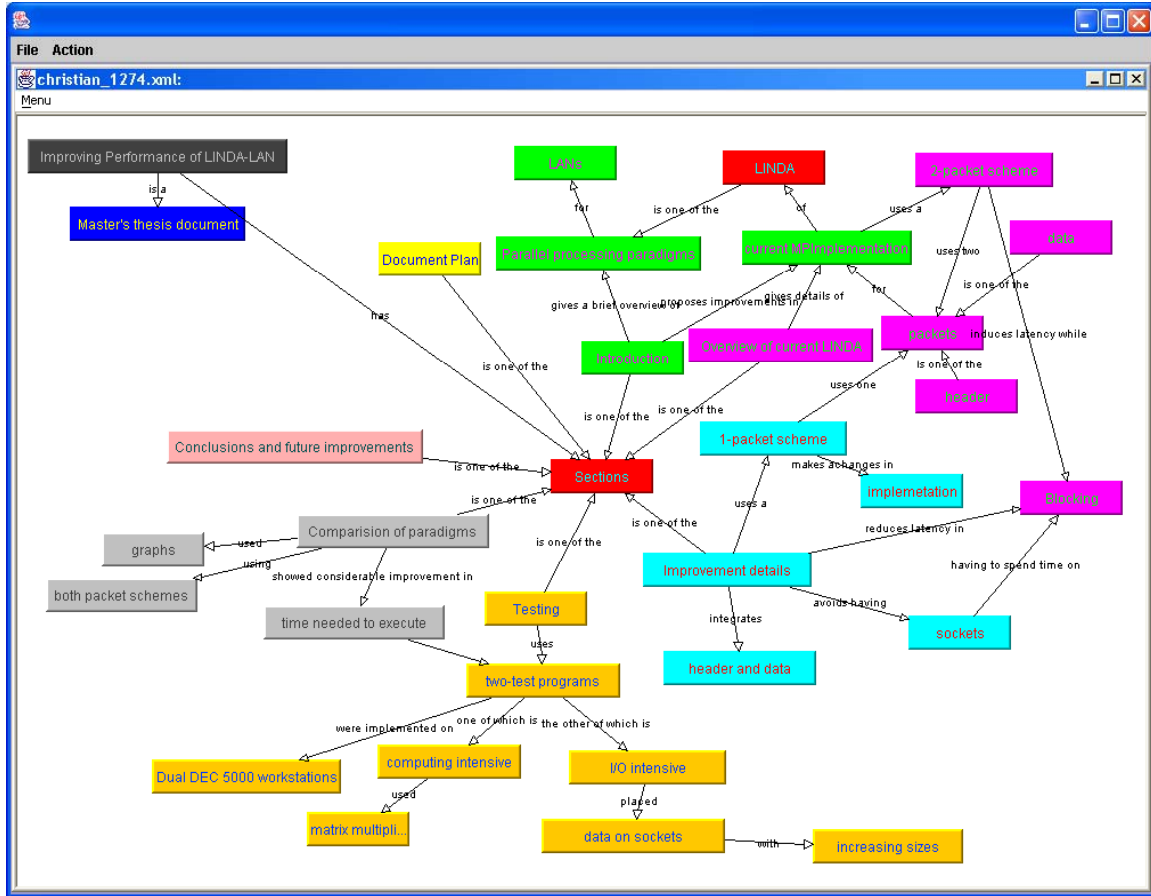 File Action
christian_1274.xml:
Menu
Improving Performance of LINDA-LAN
LANs
LINDA
2-packet scheme
is a
for
is one of the
of
uses a
Master's thesis document
data
Document Plan
Parallel processing paradigms
current MPImplementation
uses two
is one of the
for
gives a brief overview of
proposes improvements in
gives details of
has
packets
induces latency while
Overview of current LINDA
Introduction
is one of the
Is one of the
uses one
header
is one of the
is one of the
1-packet scheme
Conclusions and future improvements
makes achanges in
is one of the
Sections
implemetation
Blocking
uses a
is one of the
Comparision of paradigms
is one of the
reduces latency in
graphs
used
is one of the
using
having to spend time on
showed considerable improvement in
Improvement details
both packet schemes
Testing
avoids having
time needed to execute
integrates
sockets
uses
header and data
two-test programs
were implemented on
one of which is
the other of which is
Dual DEC 5000 workstations
computing intensive
I/O intensive
used
placed
matrix multipli...
data on sockets
with
increasing sizes